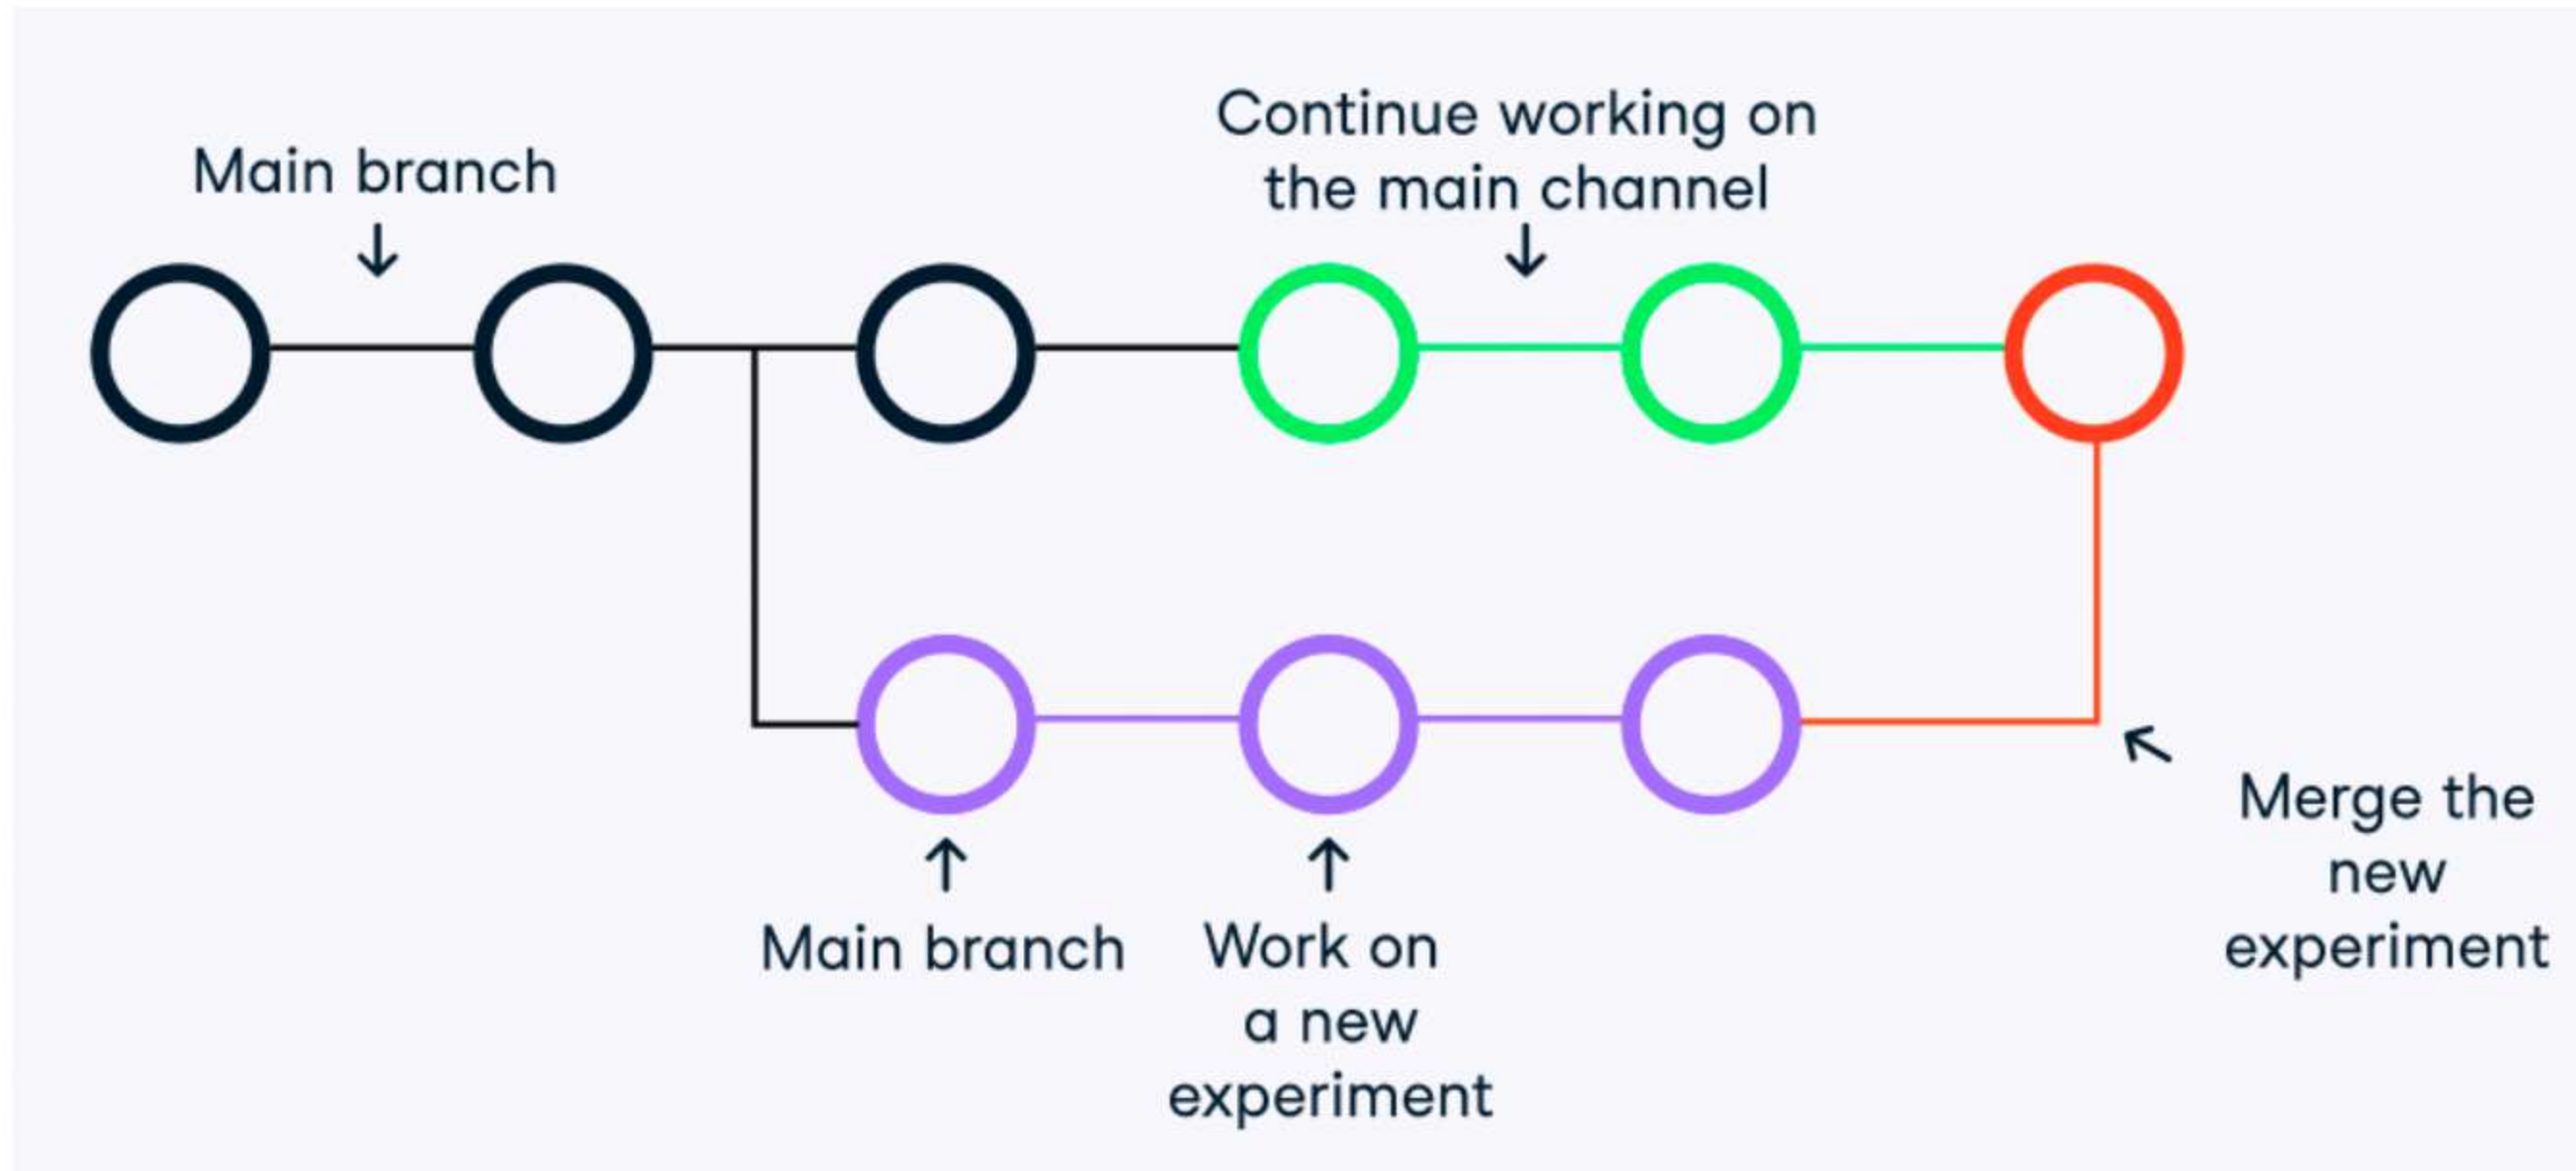 Main branch
Continue working on
the main channel
Main branch
Work on
a new
experiment
Merge the
new
experiment